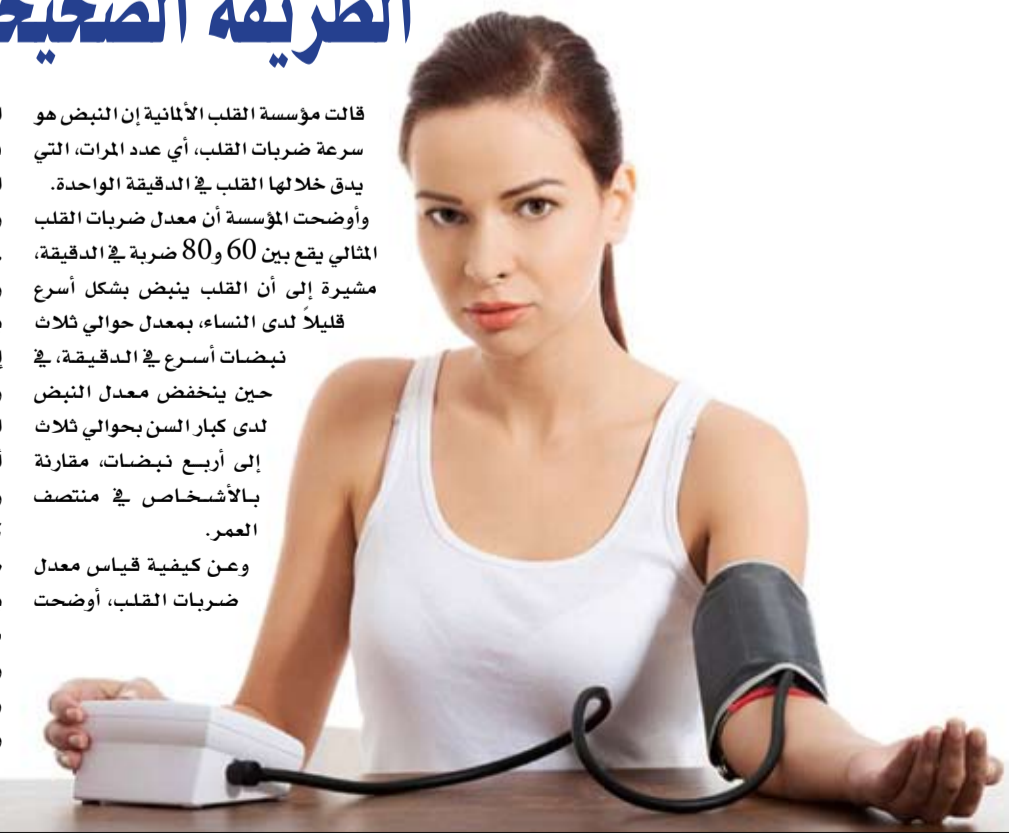 الطريقة الصحيحة
قالت مؤسسة القلب الألمانية إن النبض هو
سرعة ضربات القلب، أي عدد المرات، التي
يدق خلالها القلب في الدقيقة الواحدة.
وأوضحت المؤسسة أن معدل ضربات القلب
المثالي يقع بين 60 و80 ضربة في الدقيقة،
مشيرة إلى أن القلب ينبض بشكل أسرع
قليلاً لدى النساء، بمعدل حوالي ثلاث
نبضات أسرع في الدقيقة، في
حين ينخفض معدل النبض
لدى كبار السن بحوالي ثلاث
إلى أربع نبضات، مقارنة
بالأشخاص في منتصف
العمر.
وعن كيفية قياس معدل
ضربات القلب، أوضحت